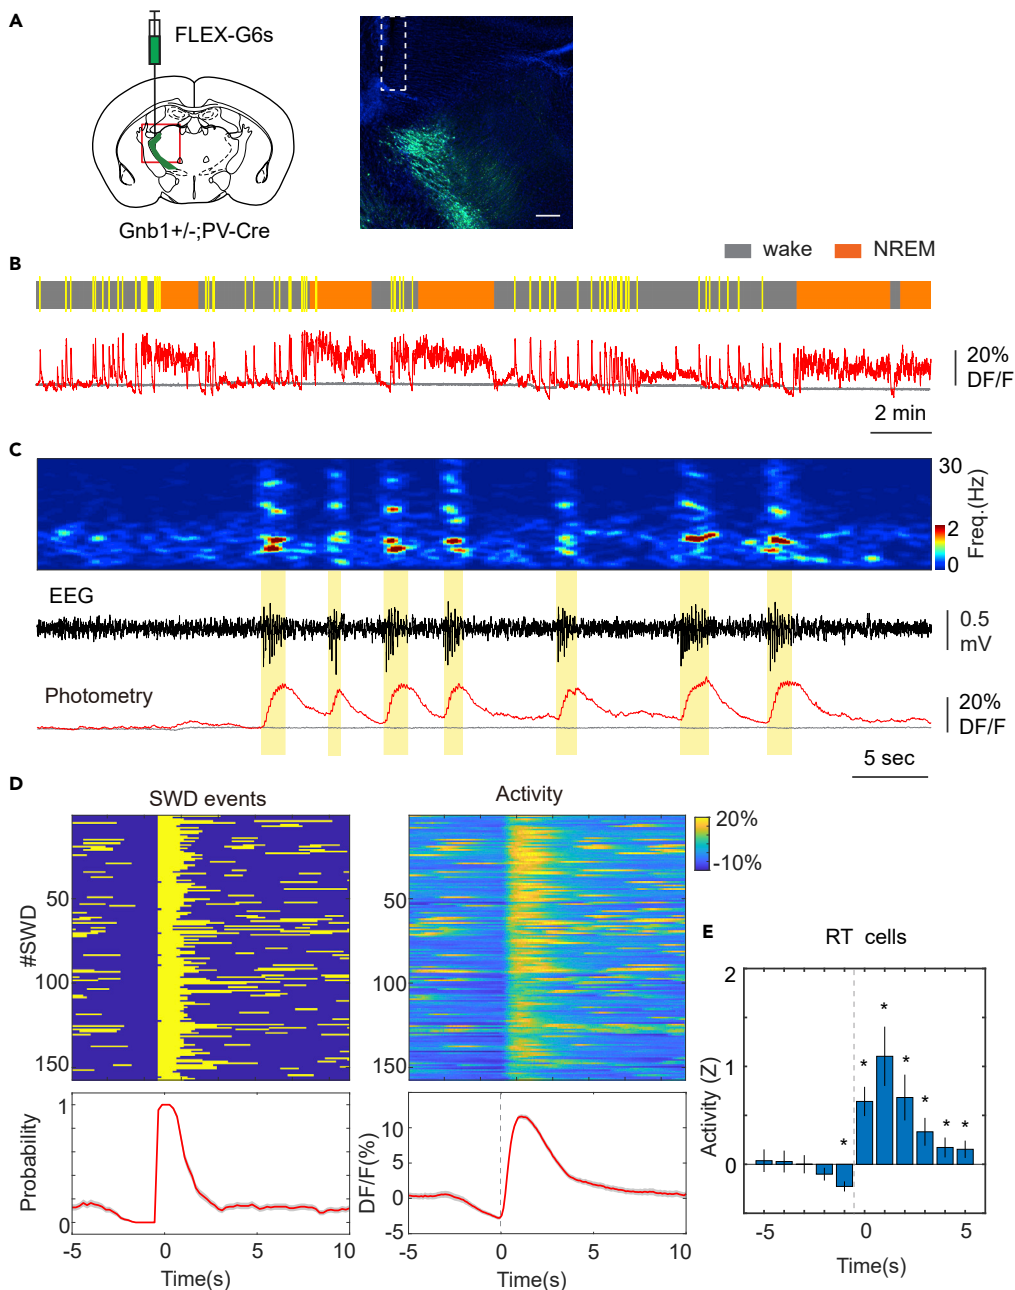 A
FLEX-G6s
Gnb1+/-;PV-Cre
wake
NREM
B
20%
DF/F
2 min
C
30
Freq.(Hz)
2
0
EEG
0.5
mV
Photometry
20%
DF/F
5 sec
D
SWD events
Activity
20%
-10%
#SWD
50
100
150
50
100
150
E
RT cells
2
1
0
Activity (Z)
* * * * * * *
-5 0 5
Time(s)
Probability
1
0
-5 0 5 10
Time(s)
DF/F(%)
10
5
0
-5
-5 0 5 10
Time(s)